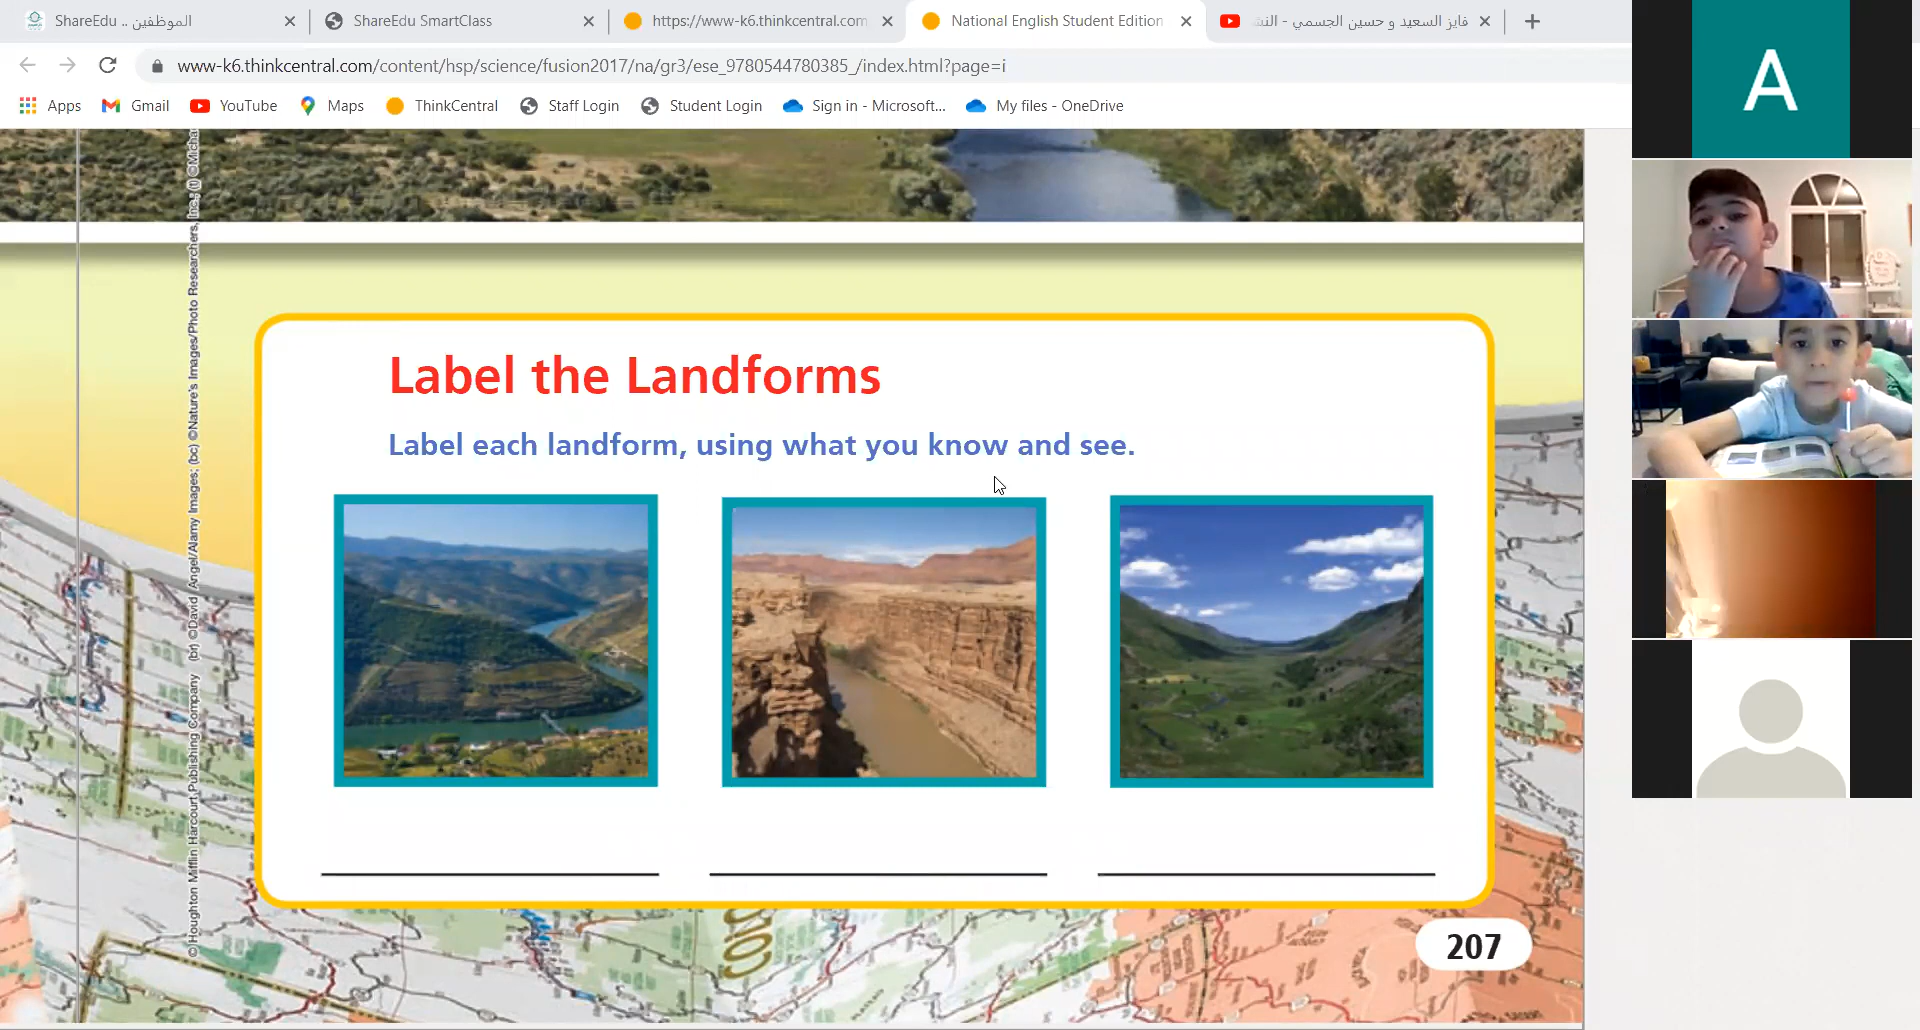 ShareEdu .. الموظفين
ShareEdu SmartClass
https://www-k6.thinkcentral.com
National English Student Edition
فايز السعيد و حسين الجسمي - النش
www-k6.thinkcentral.com/content/hsp/science/fusion2017/na/gr3/ese_9780544780385_/index.html?page=i
Apps
Gmail
YouTube
Maps
ThinkCentral
Staff Login
Student Login
Sign in - Microsoft...
My files - OneDrive
A
© Houghton Mifflin Harcourt Publishing Company (br) ©David Angel/Alamy Images; (bc) ©Nature's Images/Photo Researchers, Inc.; (t) ©Micha
Label the Landforms
Label each landform, using what you know and see.
207